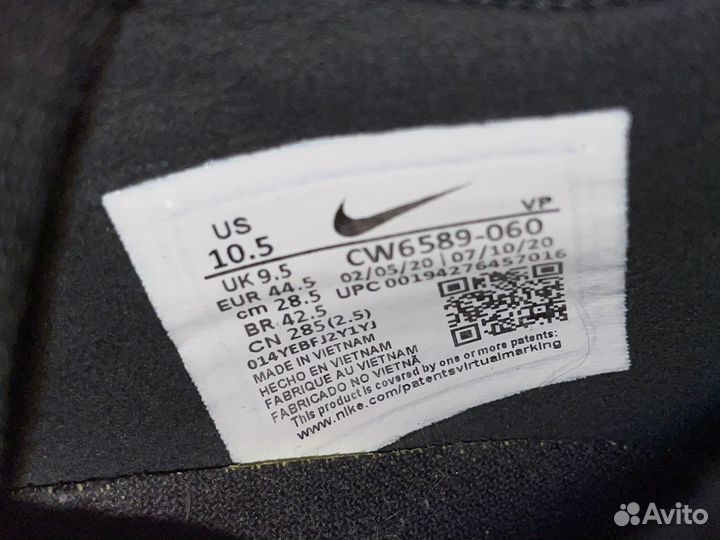 US
10.5
UK 9.5
EUR 44.5
cm 28.5
BR 42.5
CN 285(2.5)
014YEBFJ2Y1YJ
MADE IN VIETNAM
HECHO EN VIETNAM
FABRIQUE AU VIETNAM
FABRICADO NO VIETNÃ
This product is covered by one or more patents:
www.nike.com/patentsvirtualmarking
VP
CW6589-060
02/05/20 | 07/10/20
UPC 00194276457016
Avito